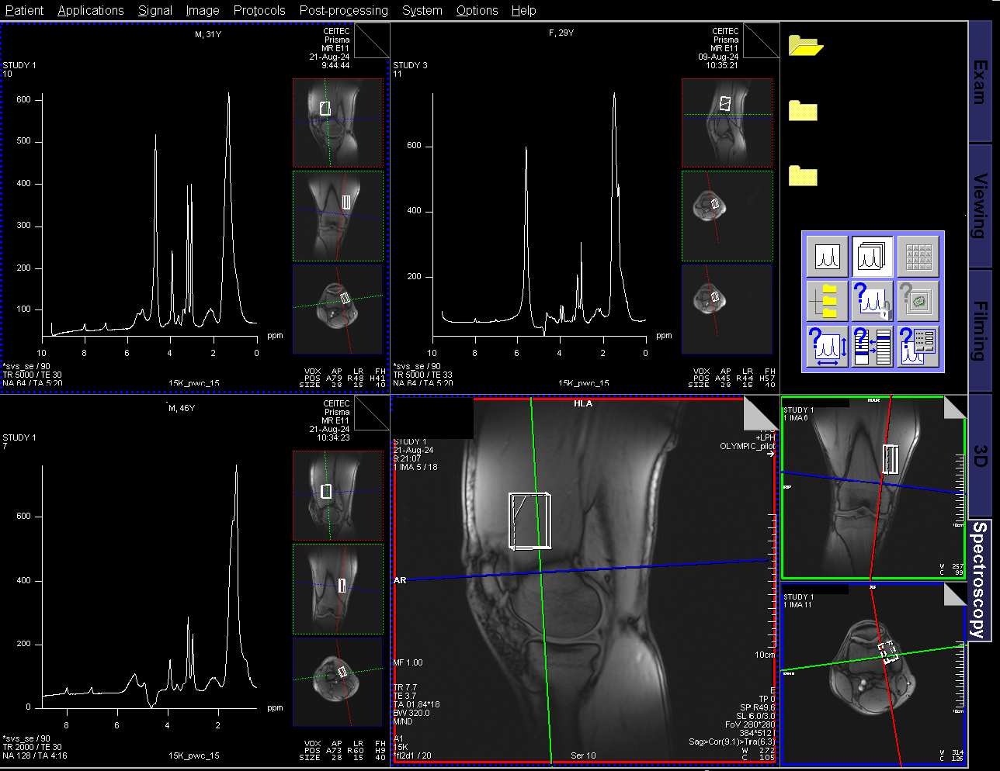 Patient Applications Signal Image Protocols Post-processing System Options Help
M, 31Y
CEITEC
Prisma
MR E11
21-Aug-24
9:44:44
STUDY 1
10
600
500
400
300
200
100
10 8 6 4 2 0 ppm
*svs_se / 90
TR 5000 / TE 30
NA 64 / TA 5:20
15K_pwc_15
VOX AP LR FH
POS A79 R48 H41
SIZE 28 15 40
F, 29Y
CEITEC
Prisma
MR E11
09-Aug-24
10:35:21
STUDY 3
11
600
400
200
10 8 6 4 2 0 ppm
*svs_se / 90
TR 5000 / TE 33
NA 64 / TA 5:20
15K_pwc_15
VOX AP LR FH
POS A45 R44 H57
SIZE 28 15 40
M, 46Y
CEITEC
Prisma
MR E11
21-Aug-24
10:34:23
STUDY 1
7
600
400
200
0
8 6 4 2 ppm
*svs_se / 90
TR 2000 / TE 30
NA 128 / TA 4:16
15K_pwc_15
VOX AP LR FH
POS A73 R60 H9
SIZE 28 15 40
HLA
STUDY 1
21-Aug-24
9:21:07
1 IMA 5 / 18
+LPH
OLYMPIC_pilot
AR
10cm
MF 1.00
TR 7.7
TE 3.7
TA 01.84*18
BW 320.0
M/ND
A1
15K
*fl2d1 / 20
Ser 10
E
TP 0
SP R49.6
SL 6.0/3.0
FoV 280*280
384*512 I
Sag>Cor(9.1)>Tra(6.3)
W 272
C 105
STUDY 1
1 IMA 6
HAR
RP
10cm
W 257
C 99
STUDY 1
1 IMA 11
10cm
W 314
C 126
Exam
Viewing
Filming
3D
Spectroscopy